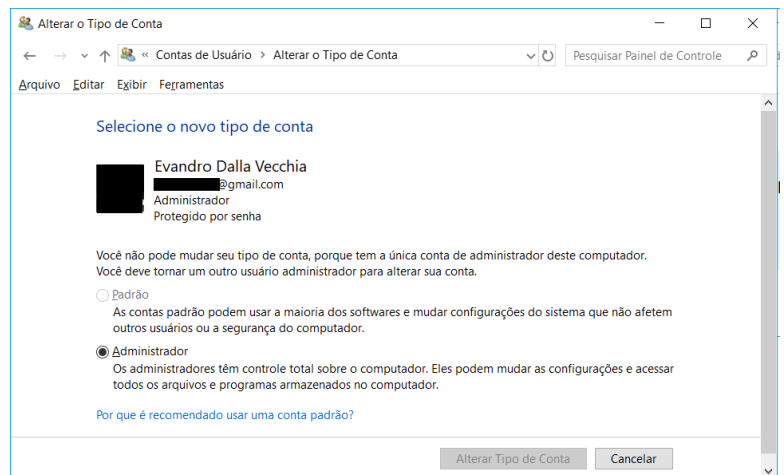 Alterar o Tipo de Conta
« Contas de Usuário > Alterar o Tipo de Conta
Pesquisar Painel de Controle
Arquivo Editar Exibir Ferramentas
Selecione o novo tipo de conta
Evandro Dalla Vecchia
@gmail.com
Administrador
Protegido por senha
Você não pode mudar seu tipo de conta, porque tem a única conta de administrador deste computador.
Você deve tornar um outro usuário administrador para alterar sua conta.
Padrão
As contas padrão podem usar a maioria dos softwares e mudar configurações do sistema que não afetem
outros usuários ou a segurança do computador.
Administrador
Os administradores têm controle total sobre o computador. Eles podem mudar as configurações e acessar
todos os arquivos e programas armazenados no computador.
Por que é recomendado usar uma conta padrão?
Alterar Tipo de Conta Cancelar